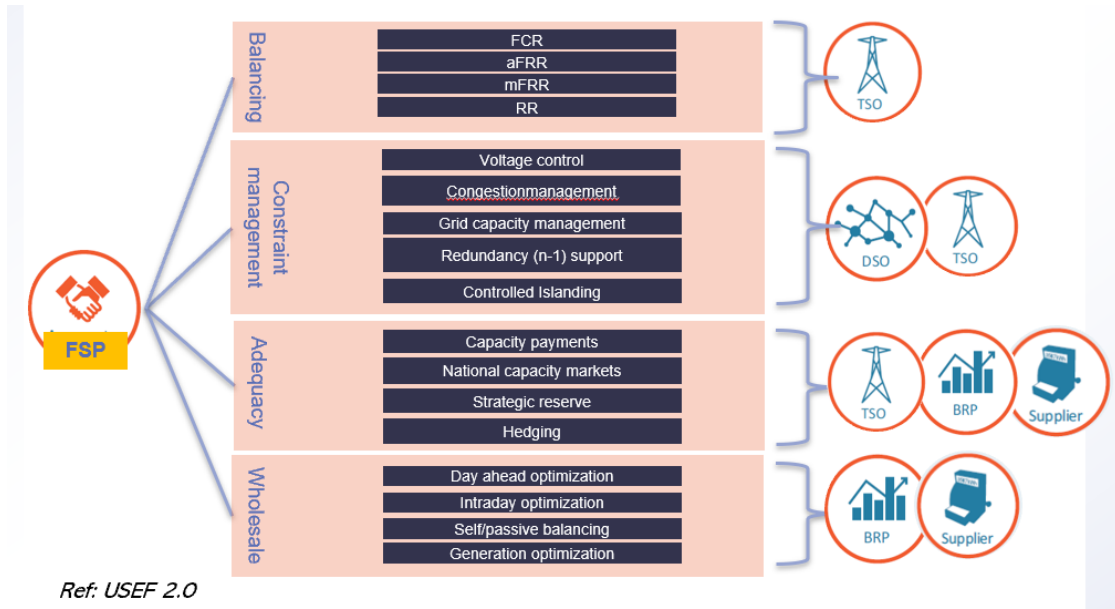 Balancing
FCR
aFRR
mFRR
RR
TSO
Constraint
management
Voltage control
Congestionmanagement
Grid capacity management
Redundancy (n-1) support
Controlled Islanding
DSO
TSO
FSP
Adequacy
Capacity payments
National capacity markets
Strategic reserve
Hedging
TSO
BRP
Supplier
Wholesale
Day ahead optimization
Intraday optimization
Self/passive balancing
Generation optimization
BRP
Supplier
Ref: USEF 2.0